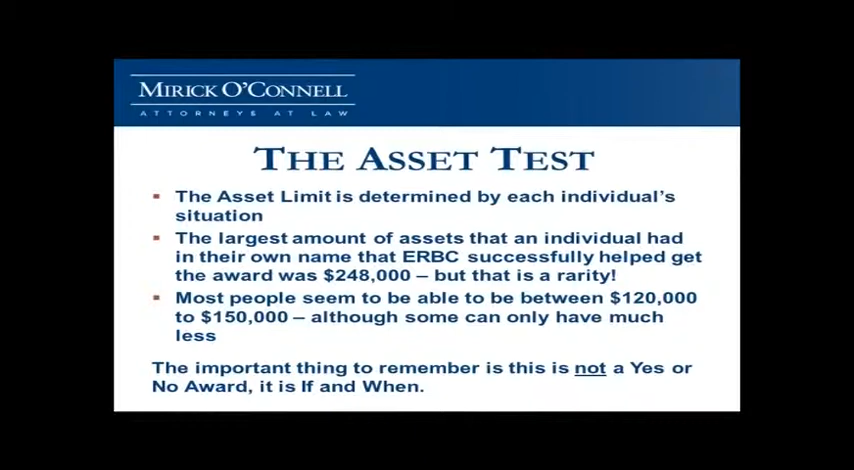 MIRICK O'CONNELL
ATTORNEYS AT LAW
THE ASSET TEST
▪ The Asset Limit is determined by each individual's
situation
▪ The largest amount of assets that an individual had
in their own name that ERBC successfully helped get
the award was $248,000 – but that is a rarity!
▪ Most people seem to be able to be between $120,000
to $150,000 – although some can only have much
less
The important thing to remember is this is not a Yes or
No Award, it is If and When.